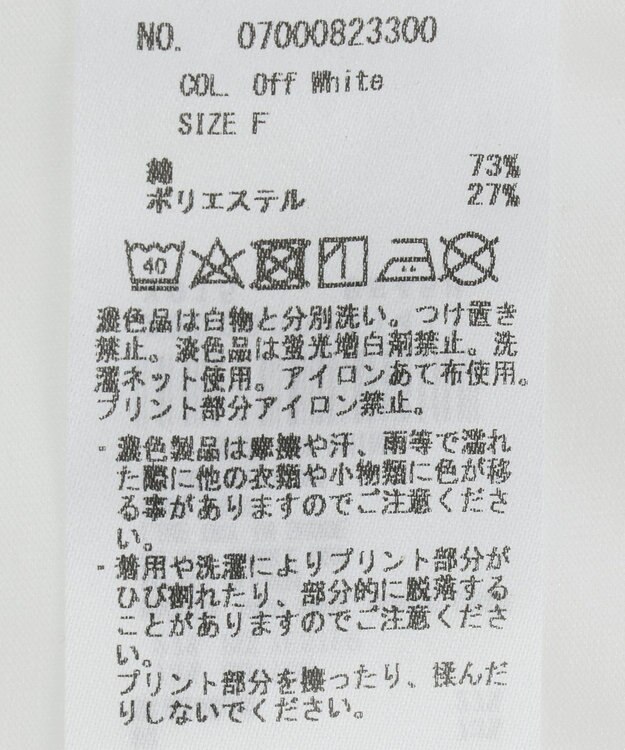 NO. 07000823300
COL. Off White
SIZE F
綿 73%
ポリエステル 27%
40
濃色品は白物と分別洗い。つけ置き
禁止。淡色品は蛍光増白剤禁止。洗
濯ネット使用。アイロンあて布使用。
プリント部分アイロン禁止。
・濃色製品は摩擦や汗、雨等で濡れ
た際に他の衣類や小物類に色が移
る事がありますのでご注意くださ
い。
・着用や洗濯によりプリント部分が
ひび割れたり、部分的に脱落する
ことがありますのでご注意くださ
い。
プリント部分を擦ったり、揉んだ
りしないでください。